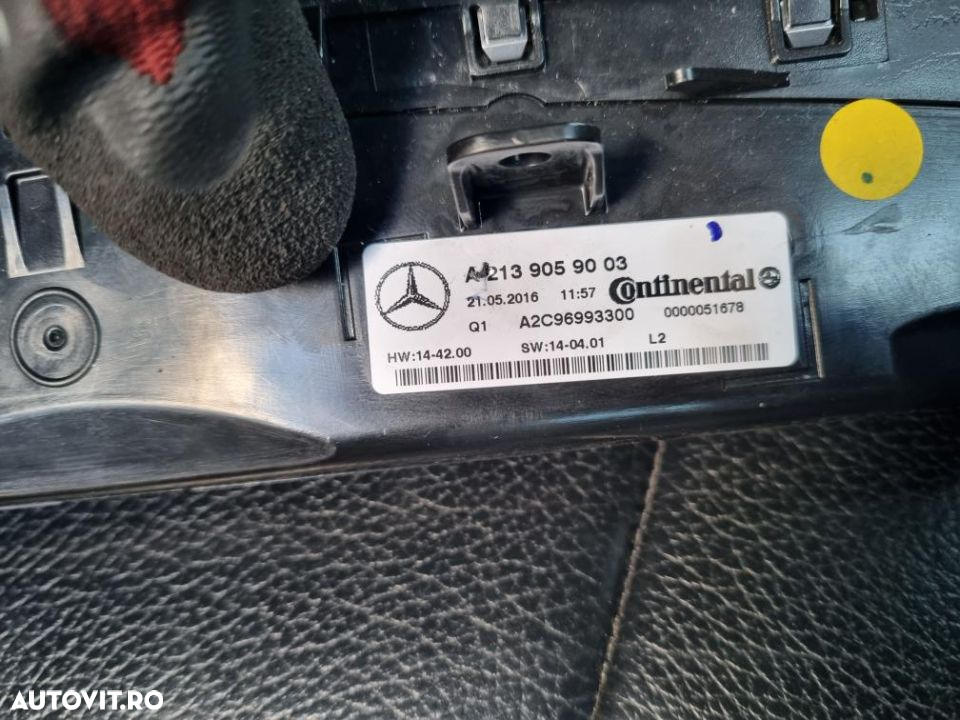 A 213 905 90 03
21.05.2016 11:57 Continental
Q1 A2C96993300 0000051678
HW:14-42.00 SW:14-04.01 L2
AUTOVIT.RO